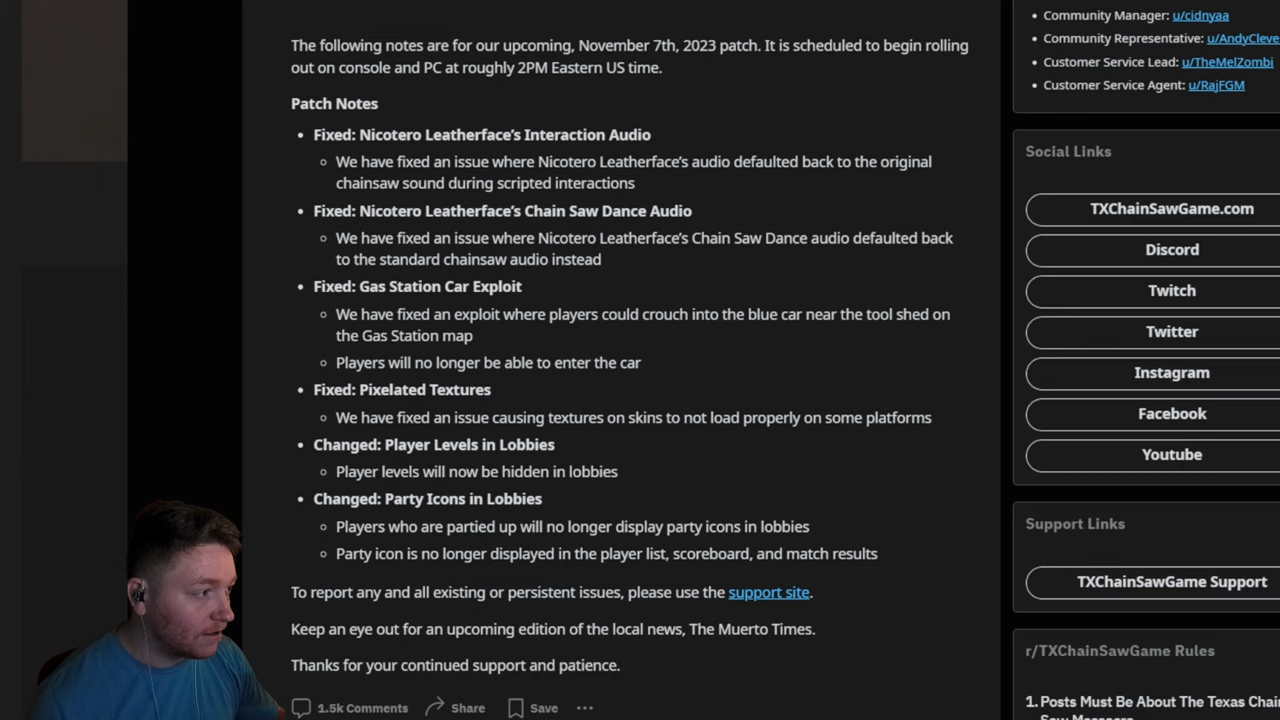 The following notes are for our upcoming, November 7th, 2023 patch. It is scheduled to begin rolling
out on console and PC at roughly 2PM Eastern US time.
Patch Notes
• Fixed: Nicotero Leatherface's Interaction Audio
◦ We have fixed an issue where Nicotero Leatherface's audio defaulted back to the original
chainsaw sound during scripted interactions
• Fixed: Nicotero Leatherface's Chain Saw Dance Audio
◦ We have fixed an issue where Nicotero Leatherface's Chain Saw Dance audio defaulted back
to the standard chainsaw audio instead
• Fixed: Gas Station Car Exploit
◦ We have fixed an exploit where players could crouch into the blue car near the tool shed on
the Gas Station map
◦ Players will no longer be able to enter the car
• Fixed: Pixelated Textures
◦ We have fixed an issue causing textures on skins to not load properly on some platforms
• Changed: Player Levels in Lobbies
◦ Player levels will now be hidden in lobbies
• Changed: Party Icons in Lobbies
◦ Players who are partied up will no longer display party icons in lobbies
◦ Party icon is no longer displayed in the player list, scoreboard, and match results
To report any and all existing or persistent issues, please use the support site.
Keep an eye out for an upcoming edition of the local news, The Muerto Times.
Thanks for your continued support and patience.
1.5k Comments Share Save ...
• Community Manager: u/cidnyaa
• Community Representative: u/AndyCleve
• Customer Service Lead: u/TheMelZombi
• Customer Service Agent: u/RajFGM
Social Links
TXChainSawGame.com
Discord
Twitch
Twitter
Instagram
Facebook
Youtube
Support Links
TXChainSawGame Support
r/TXChainSawGame Rules
1. Posts Must Be About The Texas Chai
Saw Massacre